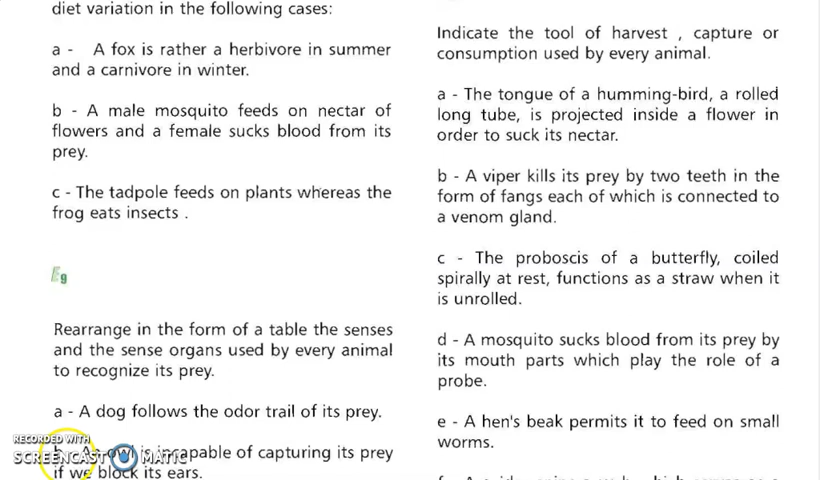 diet variation in the following cases:
a - A fox is rather a herbivore in summer
and a carnivore in winter.
b - A male mosquito feeds on nectar of
flowers and a female sucks blood from its
prey.
c - The tadpole feeds on plants whereas the
frog eats insects .
E9
Rearrange in the form of a table the senses
and the sense organs used by every animal
to recognize its prey.
a - A dog follows the odor trail of its prey.
b - An owl is incapable of capturing its prey
if we block its ears.
RECORDED WITH
SCREENCAST MATIC
Indicate the tool of harvest , capture or
consumption used by every animal.
a - The tongue of a humming-bird, a rolled
long tube, is projected inside a flower in
order to suck its nectar.
b - A viper kills its prey by two teeth in the
form of fangs each of which is connected to
a venom gland.
c - The proboscis of a butterfly, coiled
spirally at rest, functions as a straw when it
is unrolled.
d - A mosquito sucks blood from its prey by
its mouth parts which play the role of a
probe.
e - A hen's beak permits it to feed on small
worms.